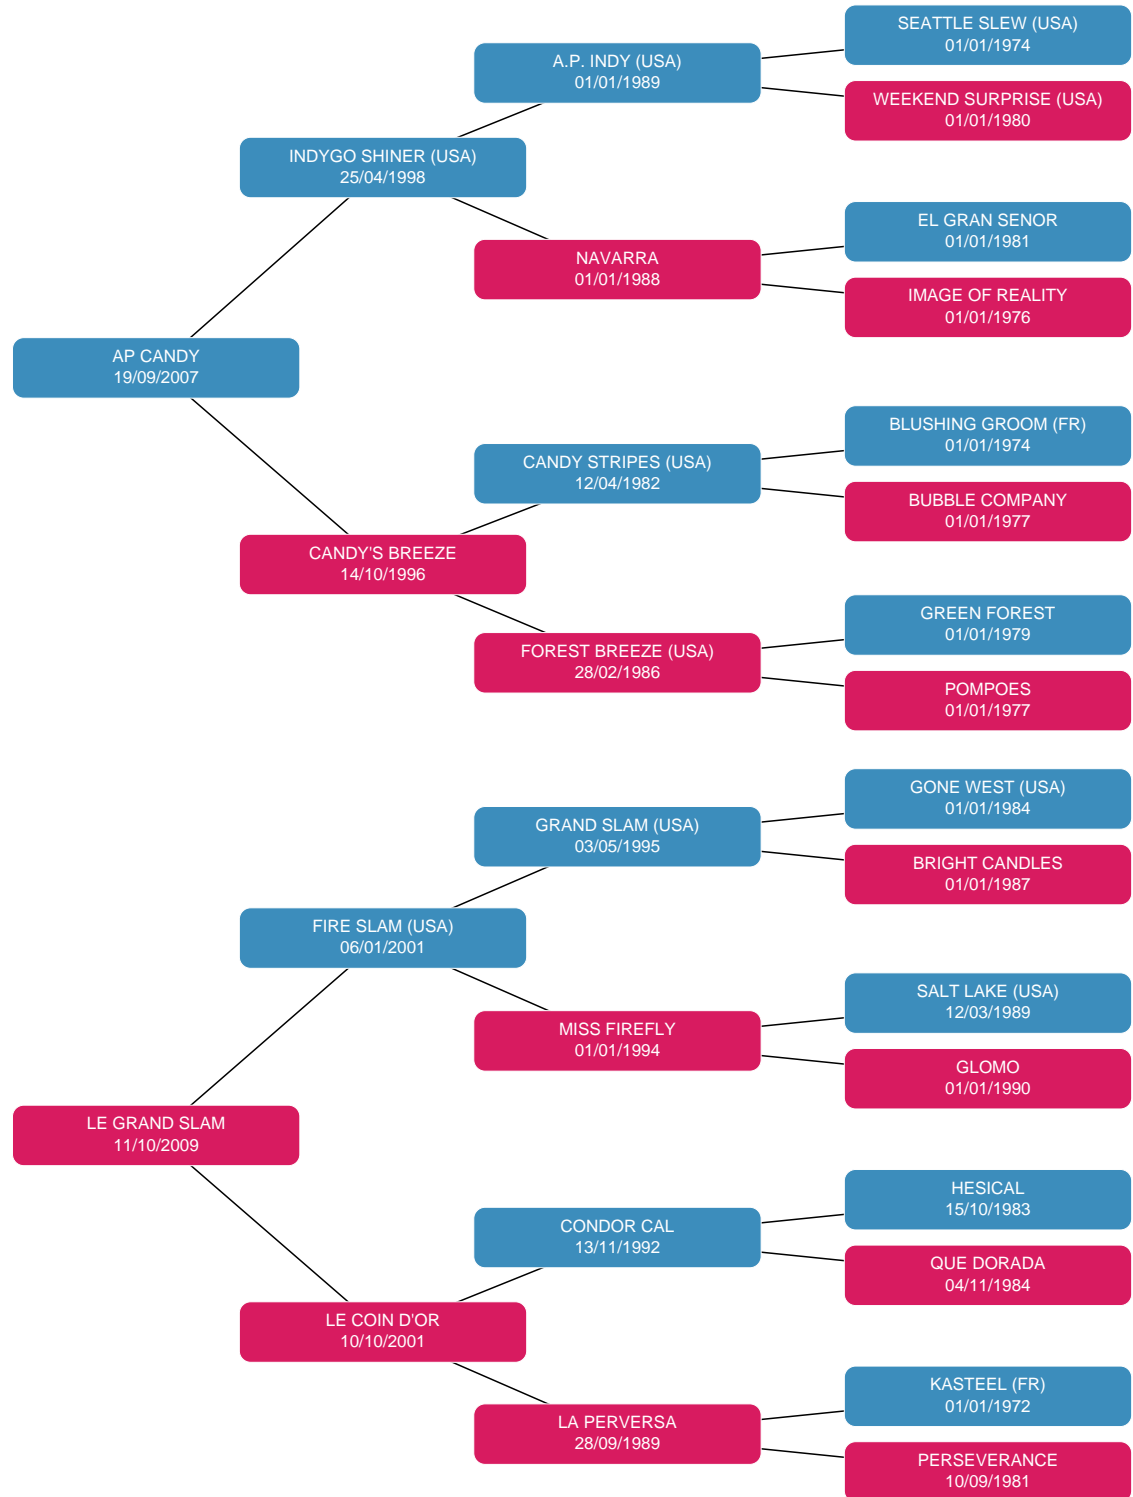 SEATTLE SLEW (USA)
01/01/1974
A.P. INDY (USA)
01/01/1989
WEEKEND SURPRISE (USA)
01/01/1980
INDYGO SHINER (USA)
25/04/1998
EL GRAN SENOR
01/01/1981
NAVARRA
01/01/1988
IMAGE OF REALITY
01/01/1976
AP CANDY
19/09/2007
BLUSHING GROOM (FR)
01/01/1974
CANDY STRIPES (USA)
12/04/1982
BUBBLE COMPANY
01/01/1977
CANDY'S BREEZE
14/10/1996
GREEN FOREST
01/01/1979
FOREST BREEZE (USA)
28/02/1986
POMPOES
01/01/1977
GONE WEST (USA)
01/01/1984
GRAND SLAM (USA)
03/05/1995
BRIGHT CANDLES
01/01/1987
FIRE SLAM (USA)
06/01/2001
SALT LAKE (USA)
12/03/1989
MISS FIREFLY
01/01/1994
GLOMO
01/01/1990
LE GRAND SLAM
11/10/2009
HESICAL
15/10/1983
CONDOR CAL
13/11/1992
QUE DORADA
04/11/1984
LE COIN D'OR
10/10/2001
KASTEEL (FR)
01/01/1972
LA PERVERSA
28/09/1989
PERSEVERANCE
10/09/1981